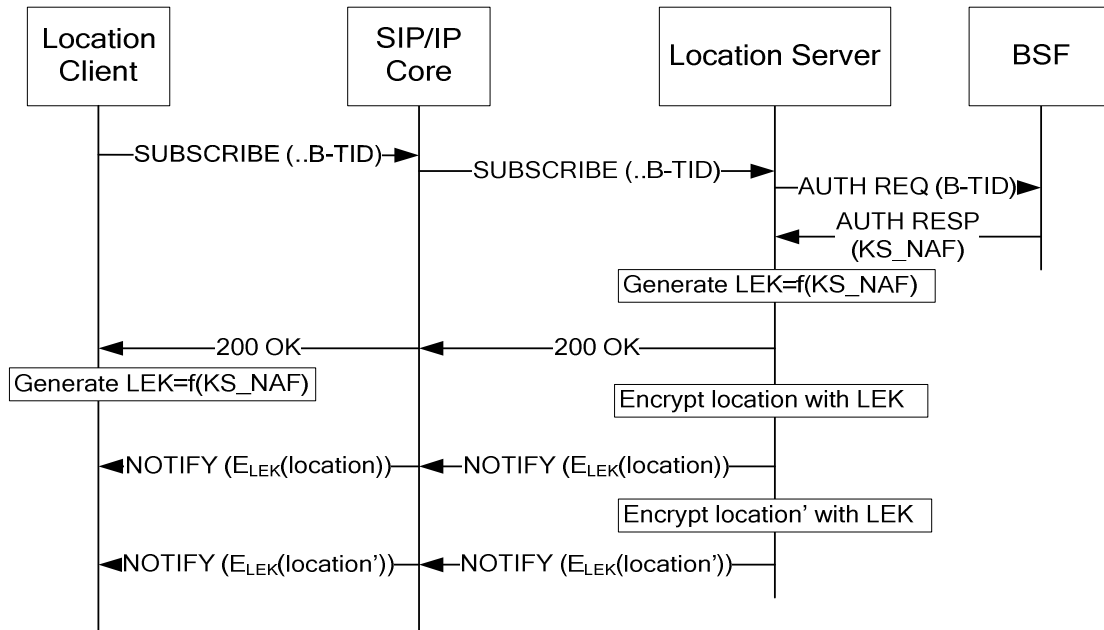 Location
Client
SIP/IP
Core
Location Server
BSF
SUBSCRIBE (..B-TID)
SUBSCRIBE (..B-TID)
AUTH REQ (B-TID)
AUTH RESP
(KS_NAF)
Generate LEK=f(KS_NAF)
200 OK
200 OK
Generate LEK=f(KS_NAF)
Encrypt location with LEK
NOTIFY (ELEK(location))
NOTIFY (ELEK(location))
Encrypt location’ with LEK
NOTIFY (ELEK(location’))
NOTIFY (ELEK(location’))